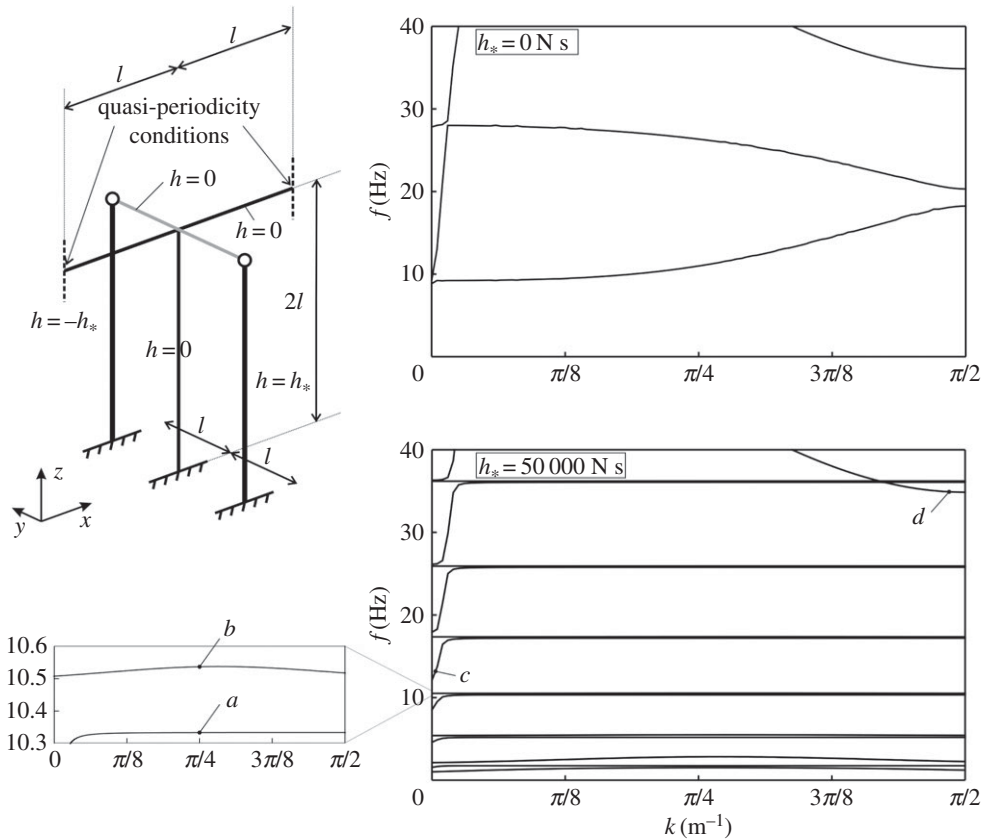 l
l
quasi-periodicity
conditions
h = 0
h = 0
h = –h*
h = 0
h = h*
2l
l
l
z
y
x
h* = 0 N s
40
30
20
10
f (Hz)
0 π/8 π/4 3π/8 π/2
h* = 50 000 N s
40
30
20
10
f (Hz)
d
c
0 π/8 π/4 3π/8 π/2
k (m⁻¹)
10.6
10.5
10.4
10.3
b
a
0 π/8 π/4 3π/8 π/2